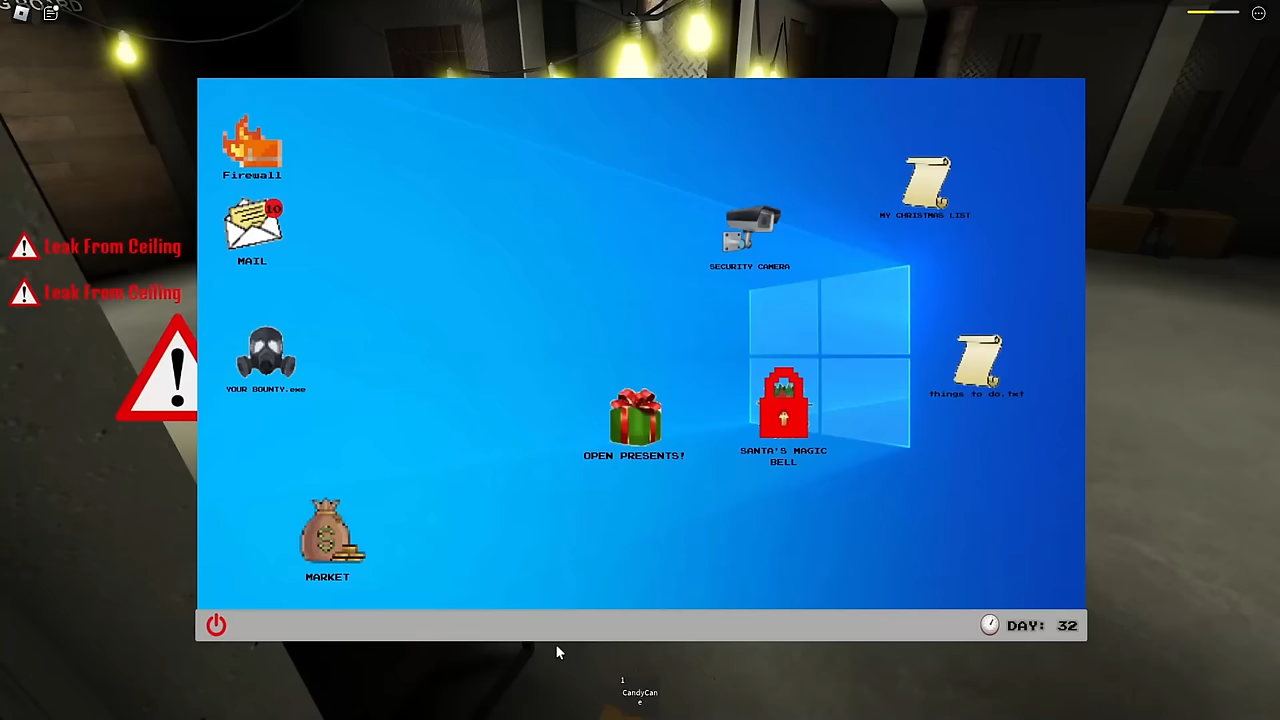 Firewall
10
MAIL
Leak From Ceiling
Leak From Ceiling
YOUR BOUNTY.exe
MARKET
OPEN PRESENTS!
SECURITY CAMERA
SANTA'S MAGIC
BELL
MY CHRISTMAS LIST
things to do.txt
DAY: 32
1
CandyCan
e